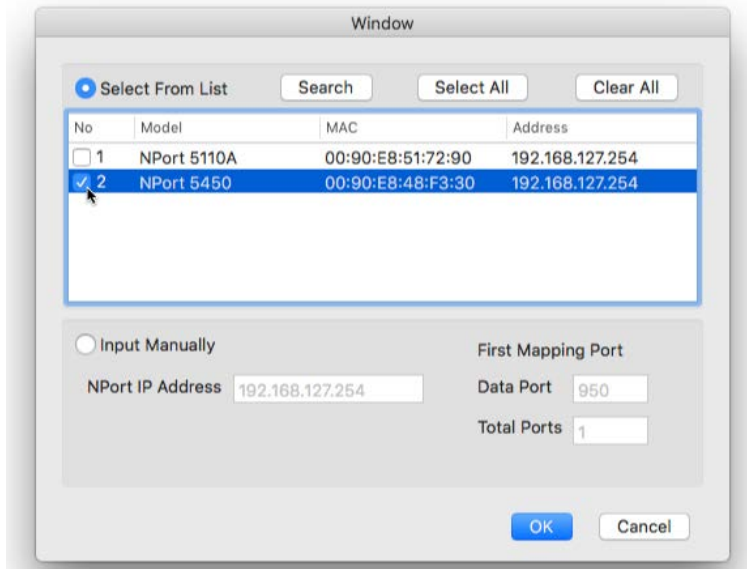 Window
Select From List Search Select All Clear All
No Model MAC Address
1 NPort 5110A 00:90:E8:51:72:90 192.168.127.254
2 NPort 5450 00:90:E8:48:F3:30 192.168.127.254
Input Manually
First Mapping Port
NPort IP Address 192.168.127.254 Data Port 950
Total Ports 1
OK Cancel